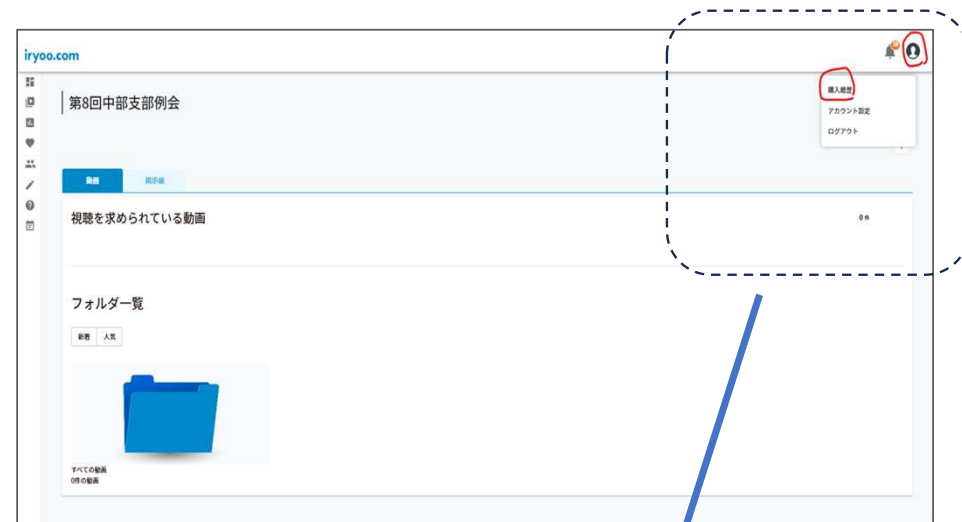 iryoo.com
購入履歴
アカウント設定
ログアウト
第8回中部支部例会
動画
掲示板
視聴を求められている動画
0 件
フォルダ一覧
新着
人気
すべての動画
0件の動画